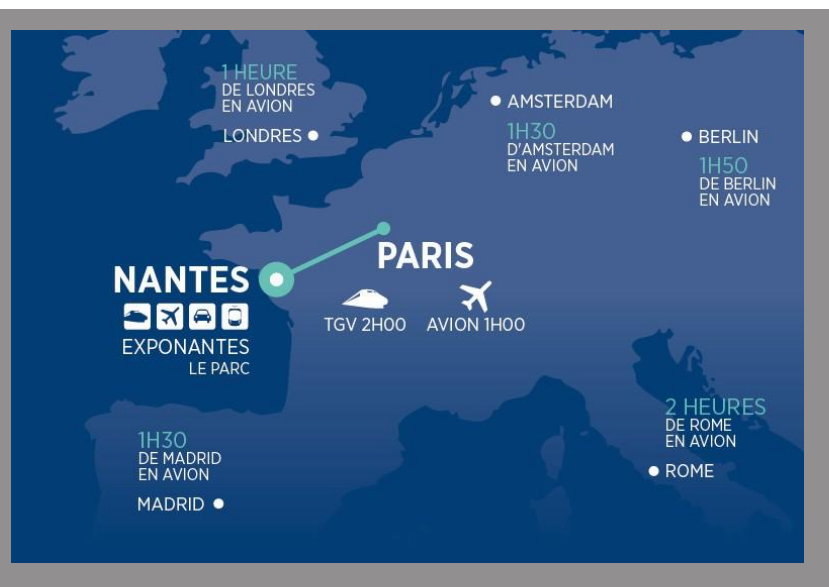 1 HEURE
DE LONDRES
EN AVION
LONDRES
AMSTERDAM
1H30
D'AMSTERDAM
EN AVION
BERLIN
1H50
DE BERLIN
EN AVION
PARIS
TGV 2H00
AVION 1H00
NANTES
EXPONANTES
LE PARC
1H30
DE MADRID
EN AVION
MADRID
2 HEURES
DE ROME
EN AVION
ROME